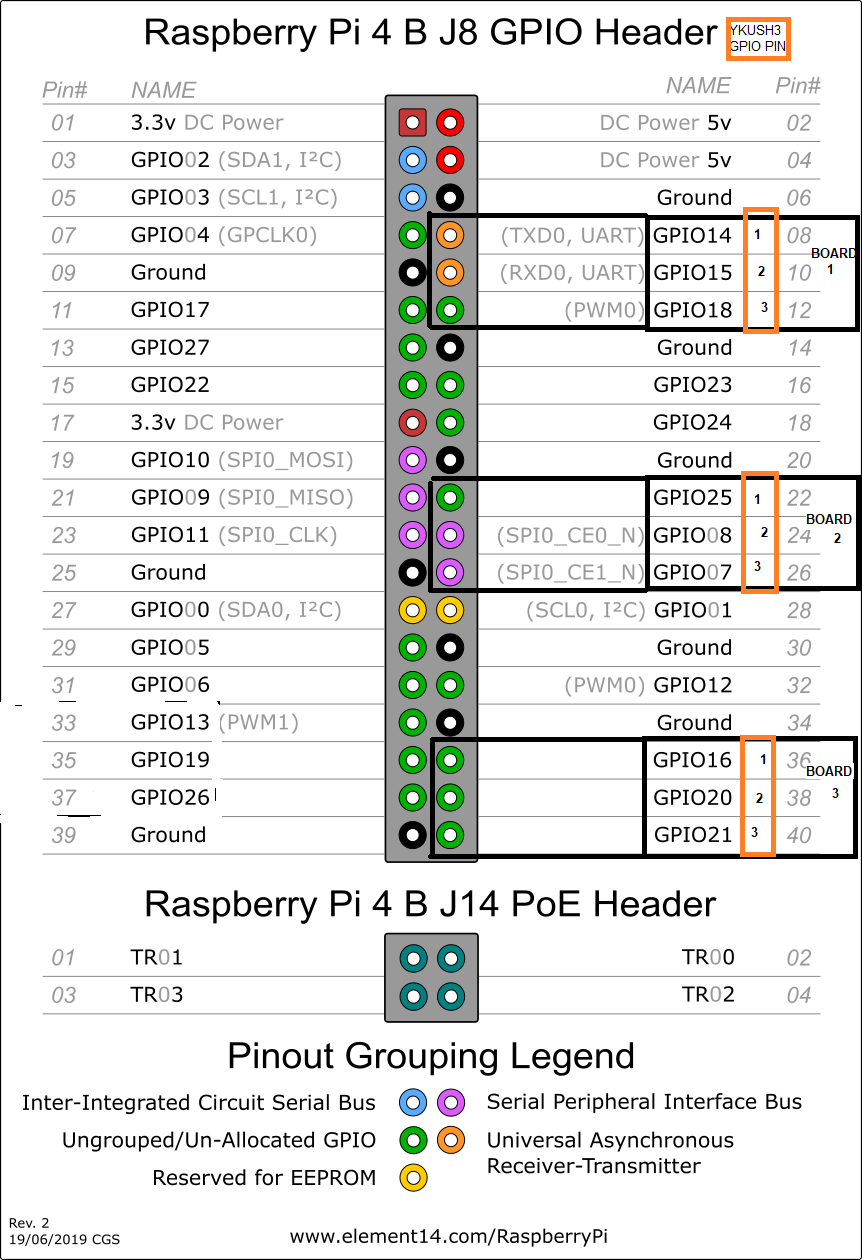 Raspberry Pi 4 B J8 GPIO Header YKUSH3
GPIO PIN
Pin# NAME NAME Pin#
01 3.3v DC Power DC Power 5v 02
03 GPIO02 (SDA1, I²C) DC Power 5v 04
05 GPIO03 (SCL1, I²C) Ground 06
07 GPIO04 (GPCLK0) (TXD0, UART) GPIO14 1 08
BOARD
1
09 Ground (RXD0, UART) GPIO15 2 10
11 GPIO17 (PWM0) GPIO18 3 12
13 GPIO27 Ground 14
15 GPIO22 GPIO23 16
17 3.3v DC Power GPIO24 18
19 GPIO10 (SPI0_MOSI) Ground 20
21 GPIO09 (SPI0_MISO) GPIO25 1 22
BOARD
2
23 GPIO11 (SPI0_CLK) (SPI0_CE0_N) GPIO08 2 24
25 Ground (SPI0_CE1_N) GPIO07 3 26
27 GPIO00 (SDA0, I²C) (SCL0, I²C) GPIO01 28
29 GPIO05 Ground 30
31 GPIO06 (PWM0) GPIO12 32
33 GPIO13 (PWM1) Ground 34
35 GPIO19 GPIO16 1 36
BOARD
3
37 GPIO26 GPIO20 2 38
39 Ground GPIO21 3 40
Raspberry Pi 4 B J14 PoE Header
01 TR01 TR00 02
03 TR03 TR02 04
Pinout Grouping Legend
Inter-Integrated Circuit Serial Bus Serial Peripheral Interface Bus
Ungrouped/Un-Allocated GPIO Universal Asynchronous
Receiver-Transmitter
Reserved for EEPROM
Rev. 2
19/06/2019 CGS www.element14.com/RaspberryPi